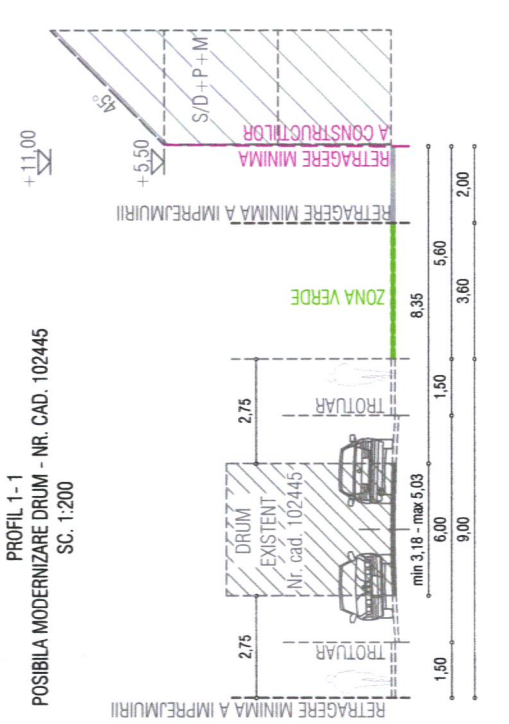 PROFIL 1- 1
POSIBILA MODERNIZARE DRUM - NR. CAD. 102445
SC. 1:200
+11,00
+5,50
45°
S/D+P+M
RETRAGERE MINIMA A IMPREJMUIRII
TROTUAR
2,75
DRUM
EXISTENT
Nr. cad. 102445
2,75
TROTUAR
ZONA VERDE
RETRAGERE MINIMA A IMPREJMUIRII
RETRAGERE MINIMA
A CONSTRUCTIILOR
min 3,18 - max 5,03
8,35
1,50
6,00
1,50
5,60
9,00
3,60
2,00